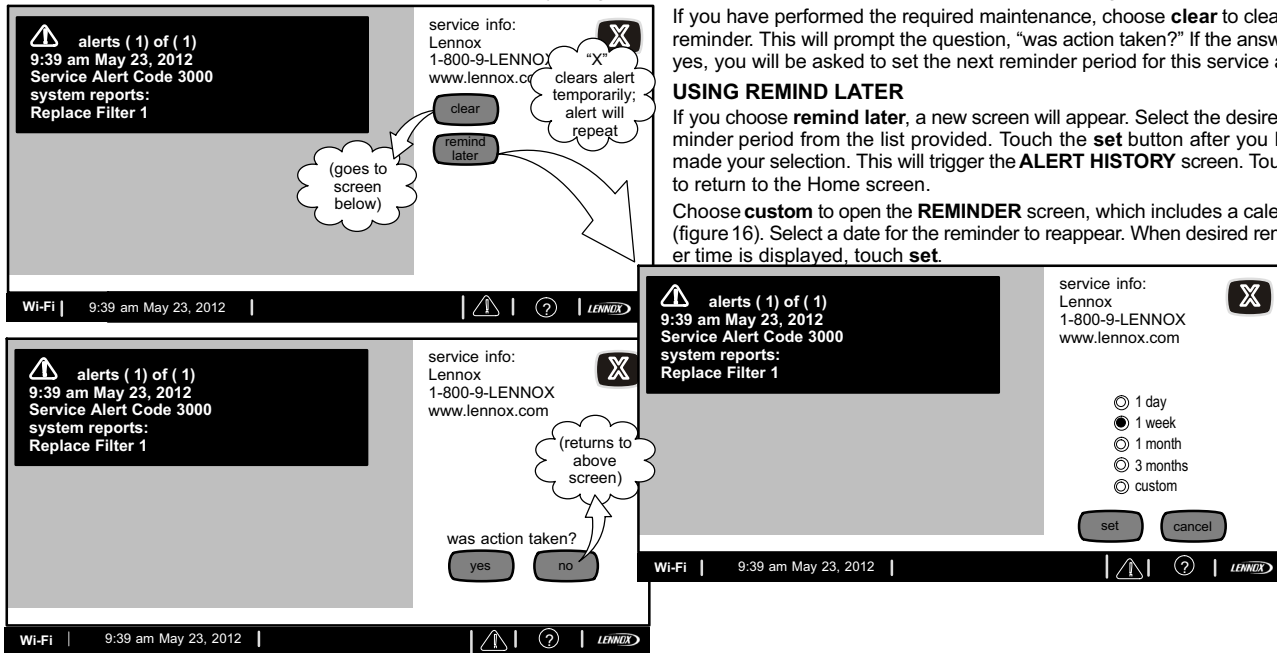 alerts ( 1) of ( 1)
9:39 am May 23, 2012
Service Alert Code 3000
system reports:
Replace Filter 1
service info:
Lennox
1-800-9-LENNOX
www.lennox.co
X
"X"
clears alert
temporarily;
alert will
repeat
clear
remind
later
(goes to
screen
below)
Wi-Fi | 9:39 am May 23, 2012 |
| | ? | LENNOX
If you have performed the required maintenance, choose clear to clea
reminder. This will prompt the question, “was action taken?” If the answ
yes, you will be asked to set the next reminder period for this service a
USING REMIND LATER
If you choose remind later, a new screen will appear. Select the desire
minder period from the list provided. Touch the set button after you
made your selection. This will trigger the ALERT HISTORY screen. Tou
to return to the Home screen.
Choose custom to open the REMINDER screen, which includes a cale
(figure 16). Select a date for the reminder to reappear. When desired ren
er time is displayed, touch set.
alerts ( 1) of ( 1)
9:39 am May 23, 2012
Service Alert Code 3000
system reports:
Replace Filter 1
service info:
Lennox
1-800-9-LENNOX
www.lennox.com
X
(returns to
above
screen)
was action taken?
yes
no
Wi-Fi | 9:39 am May 23, 2012 |
| | ? | LENNOX
alerts ( 1) of ( 1)
9:39 am May 23, 2012
Service Alert Code 3000
system reports:
Replace Filter 1
service info:
Lennox
1-800-9-LENNOX
www.lennox.com
X
1 day
1 week
1 month
3 months
custom
set
cancel
Wi-Fi | 9:39 am May 23, 2012 |
| | ? | LENNOX